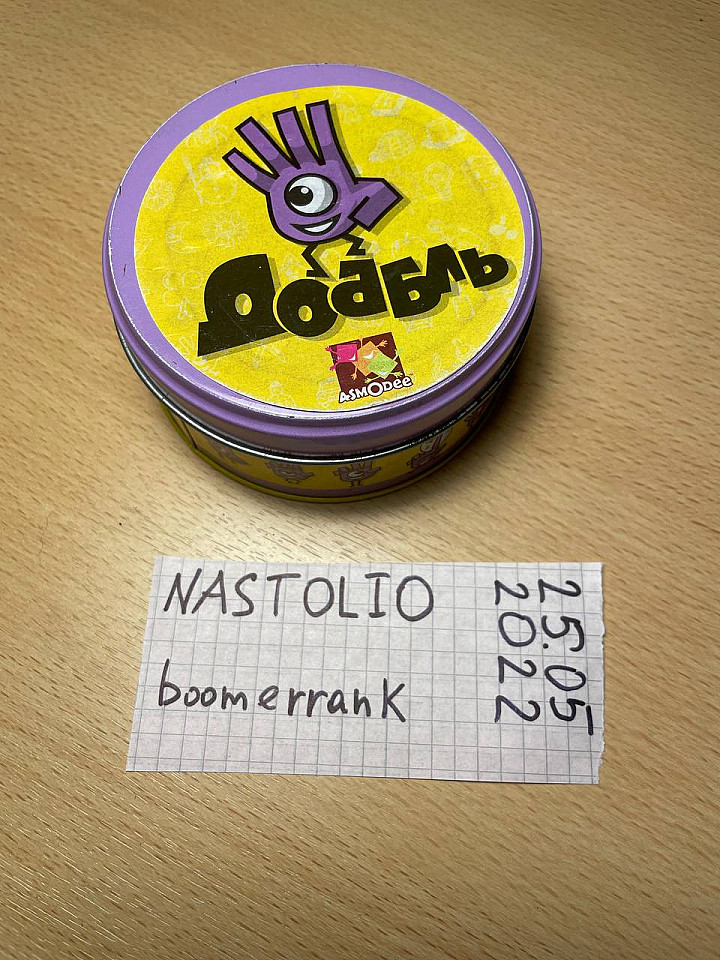 Доббль
ASMODee
NASTOLIO
boomerrank
25.05
2022